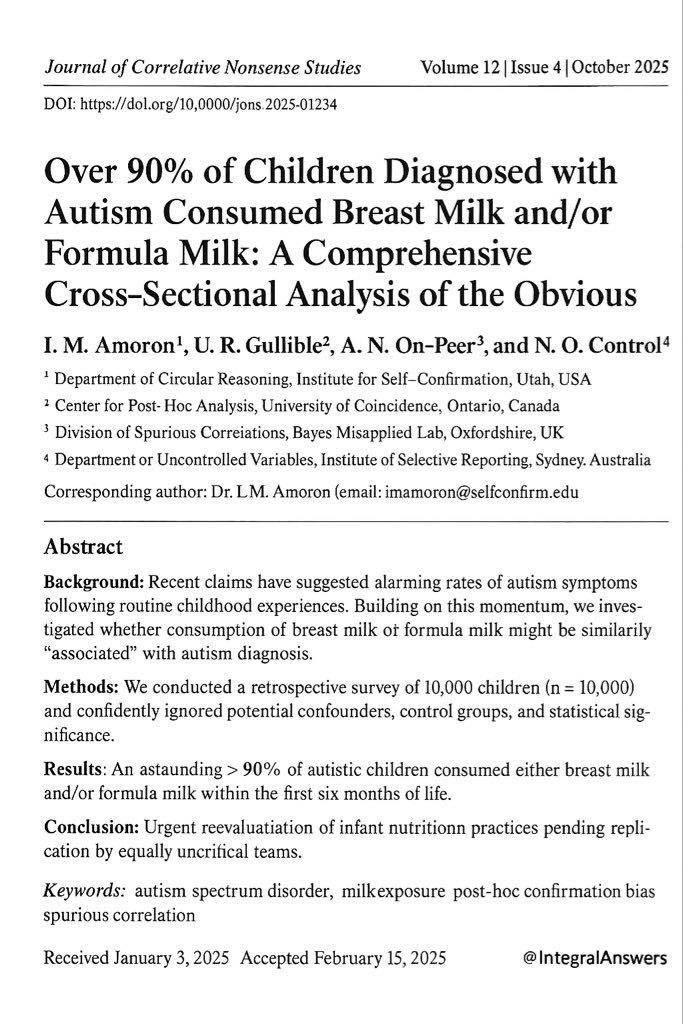 Journal of Correlative Nonsense Studies Volume 12 | Issue 4 | October 2025
DOI: https://dol.org/10,0000/jons.2025-01234
Over 90% of Children Diagnosed with
Autism Consumed Breast Milk and/or
Formula Milk: A Comprehensive
Cross-Sectional Analysis of the Obvious
I. M. Amoron¹, U. R. Gullible², A. N. On-Peer³, and N. O. Control⁴
¹ Department of Circular Reasoning, Institute for Self-Confirmation, Utah, USA
² Center for Post-Hoc Analysis, University of Coincidence, Ontario, Canada
³ Division of Spurious Correiations, Bayes Misapplied Lab, Oxfordshire, UK
⁴ Department or Uncontrolled Variables, Institute of Selective Reporting, Sydney. Australia
Corresponding author: Dr. LM. Amoron (email: imamoron@selfconfirm.edu
Abstract
Background: Recent claims have suggested alarming rates of autism symptoms
following routine childhood experiences. Building on this momentum, we inves-
tigated whether consumption of breast milk or formula milk might be similarily
“associated” with autism diagnosis.
Methods: We conducted a retrospective survey of 10,000 children (n = 10,000)
and confidently ignored potential confounders, control groups, and statistical sig-
nificance.
Results: An astaunding > 90% of autistic children consumed either breast milk
and/or formula milk within the first six months of life.
Conclusion: Urgent reevaluatiation of infant nutritionn practices pending repli-
cation by equally uncrifical teams.
Keywords: autism spectrum disorder, milkexposure post-hoc confirmation bias
spurious correlation
Received January 3, 2025 Accepted February 15, 2025 @IntegralAnswers